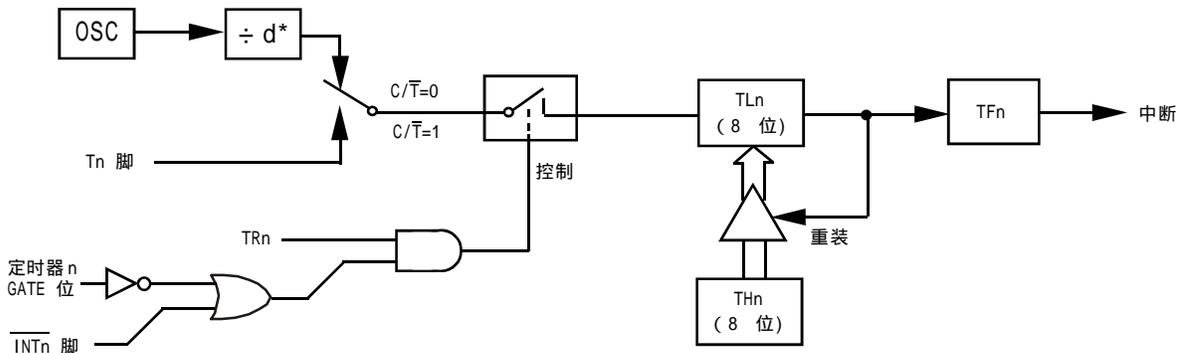 OSC
÷ d*
C/T̅=0
C/T̅=1
Tn 脚
控制
TLn
(8 位)
TFn
中断
重装
TRn
定时器n
GATE 位
I̅N̅T̅n̅ 脚
THn
(8 位)